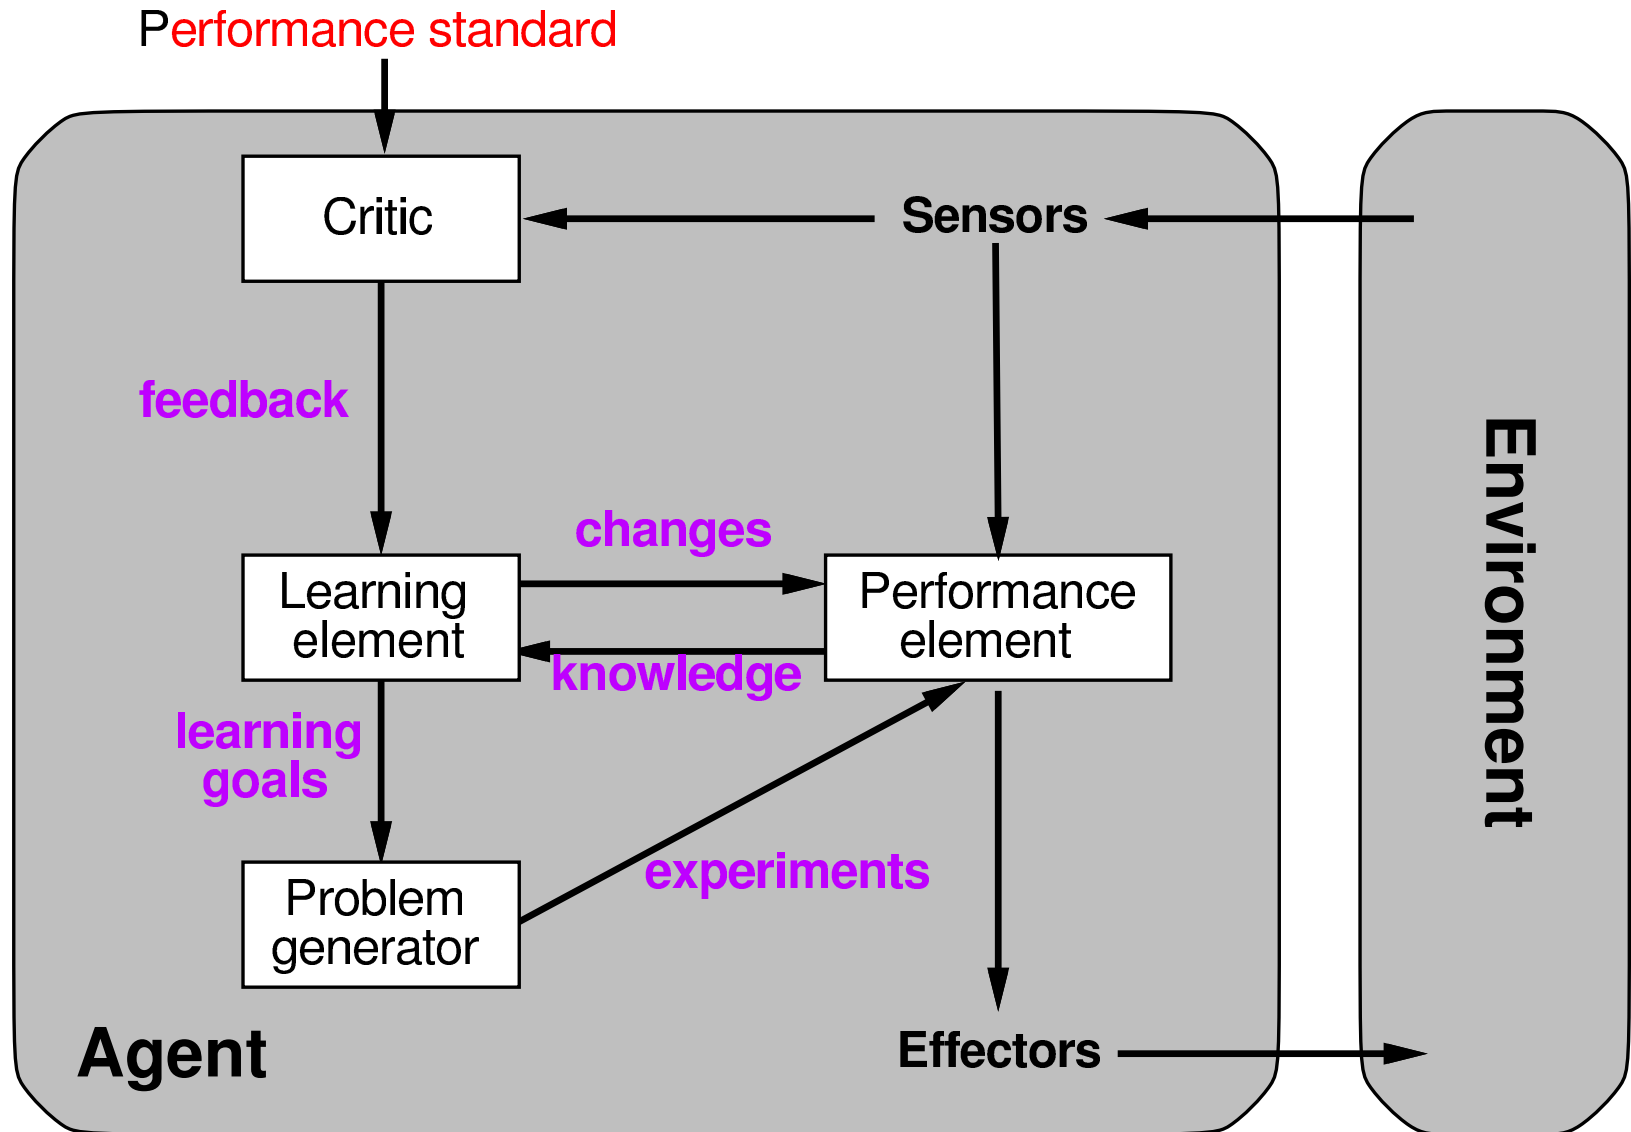 Performance standard
Critic
Sensors
feedback
changes
Learning
element
Performance
element
knowledge
learning
goals
experiments
Problem
generator
Agent
Effectors
Environment